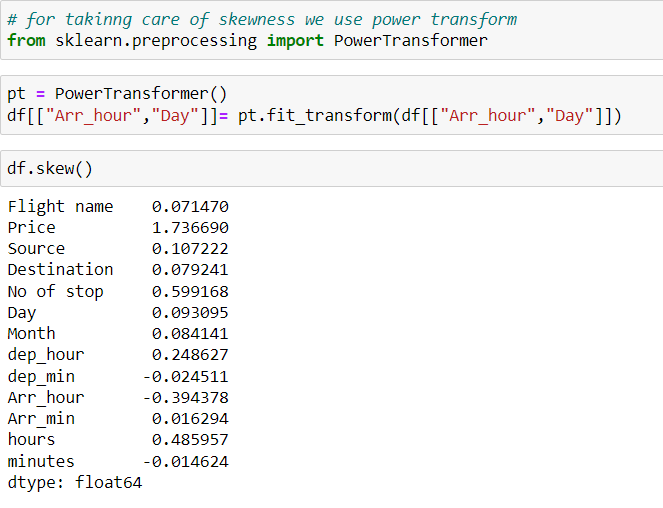 # for takinng care of skewness we use power transform
from sklearn.preprocessing import PowerTransformer
pt = PowerTransformer()
df[["Arr_hour","Day"]]= pt.fit_transform(df[["Arr_hour","Day"]])
df.skew()
Flight name    0.071470
Price          1.736690
Source         0.107222
Destination    0.079241
No of stop     0.599168
Day            0.093095
Month          0.084141
dep_hour       0.248627
dep_min       -0.024511
Arr_hour      -0.394378
Arr_min        0.016294
hours          0.485957
minutes       -0.014624
dtype: float64